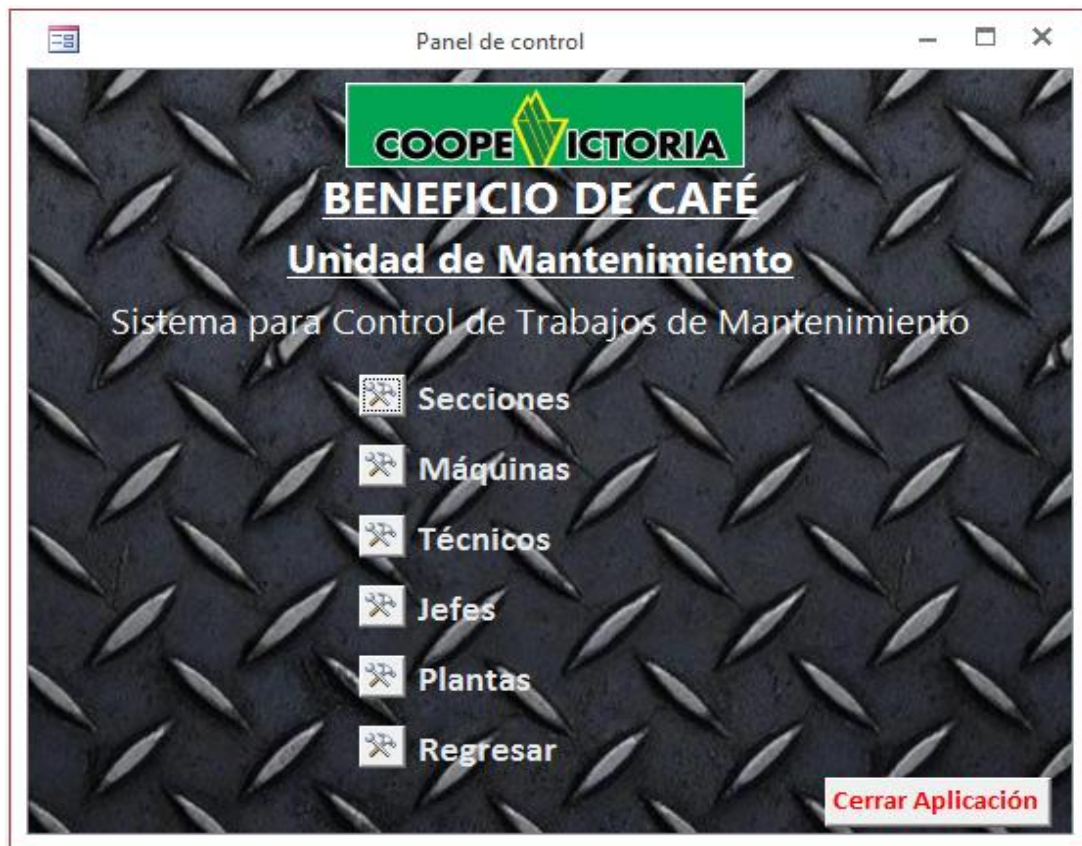 Panel de control
COOPEVICTORIA
BENEFICIO DE CAFÉ
Unidad de Mantenimiento
Sistema para Control de Trabajos de Mantenimiento
Secciones
Máquinas
Técnicos
Jefes
Plantas
Regresar
Cerrar Aplicación